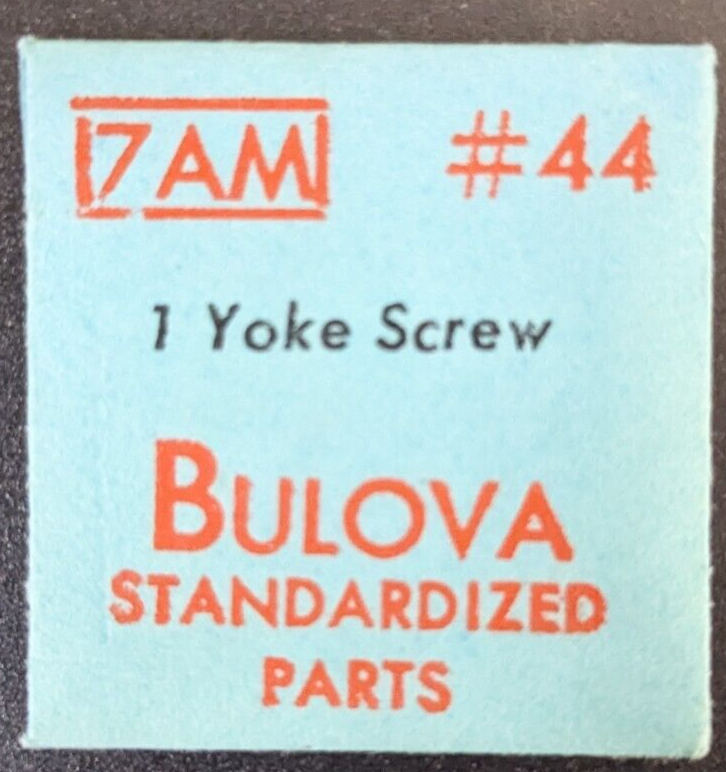 7AM #44
1 Yoke Screw
BULOVA
STANDARDIZED
PARTS